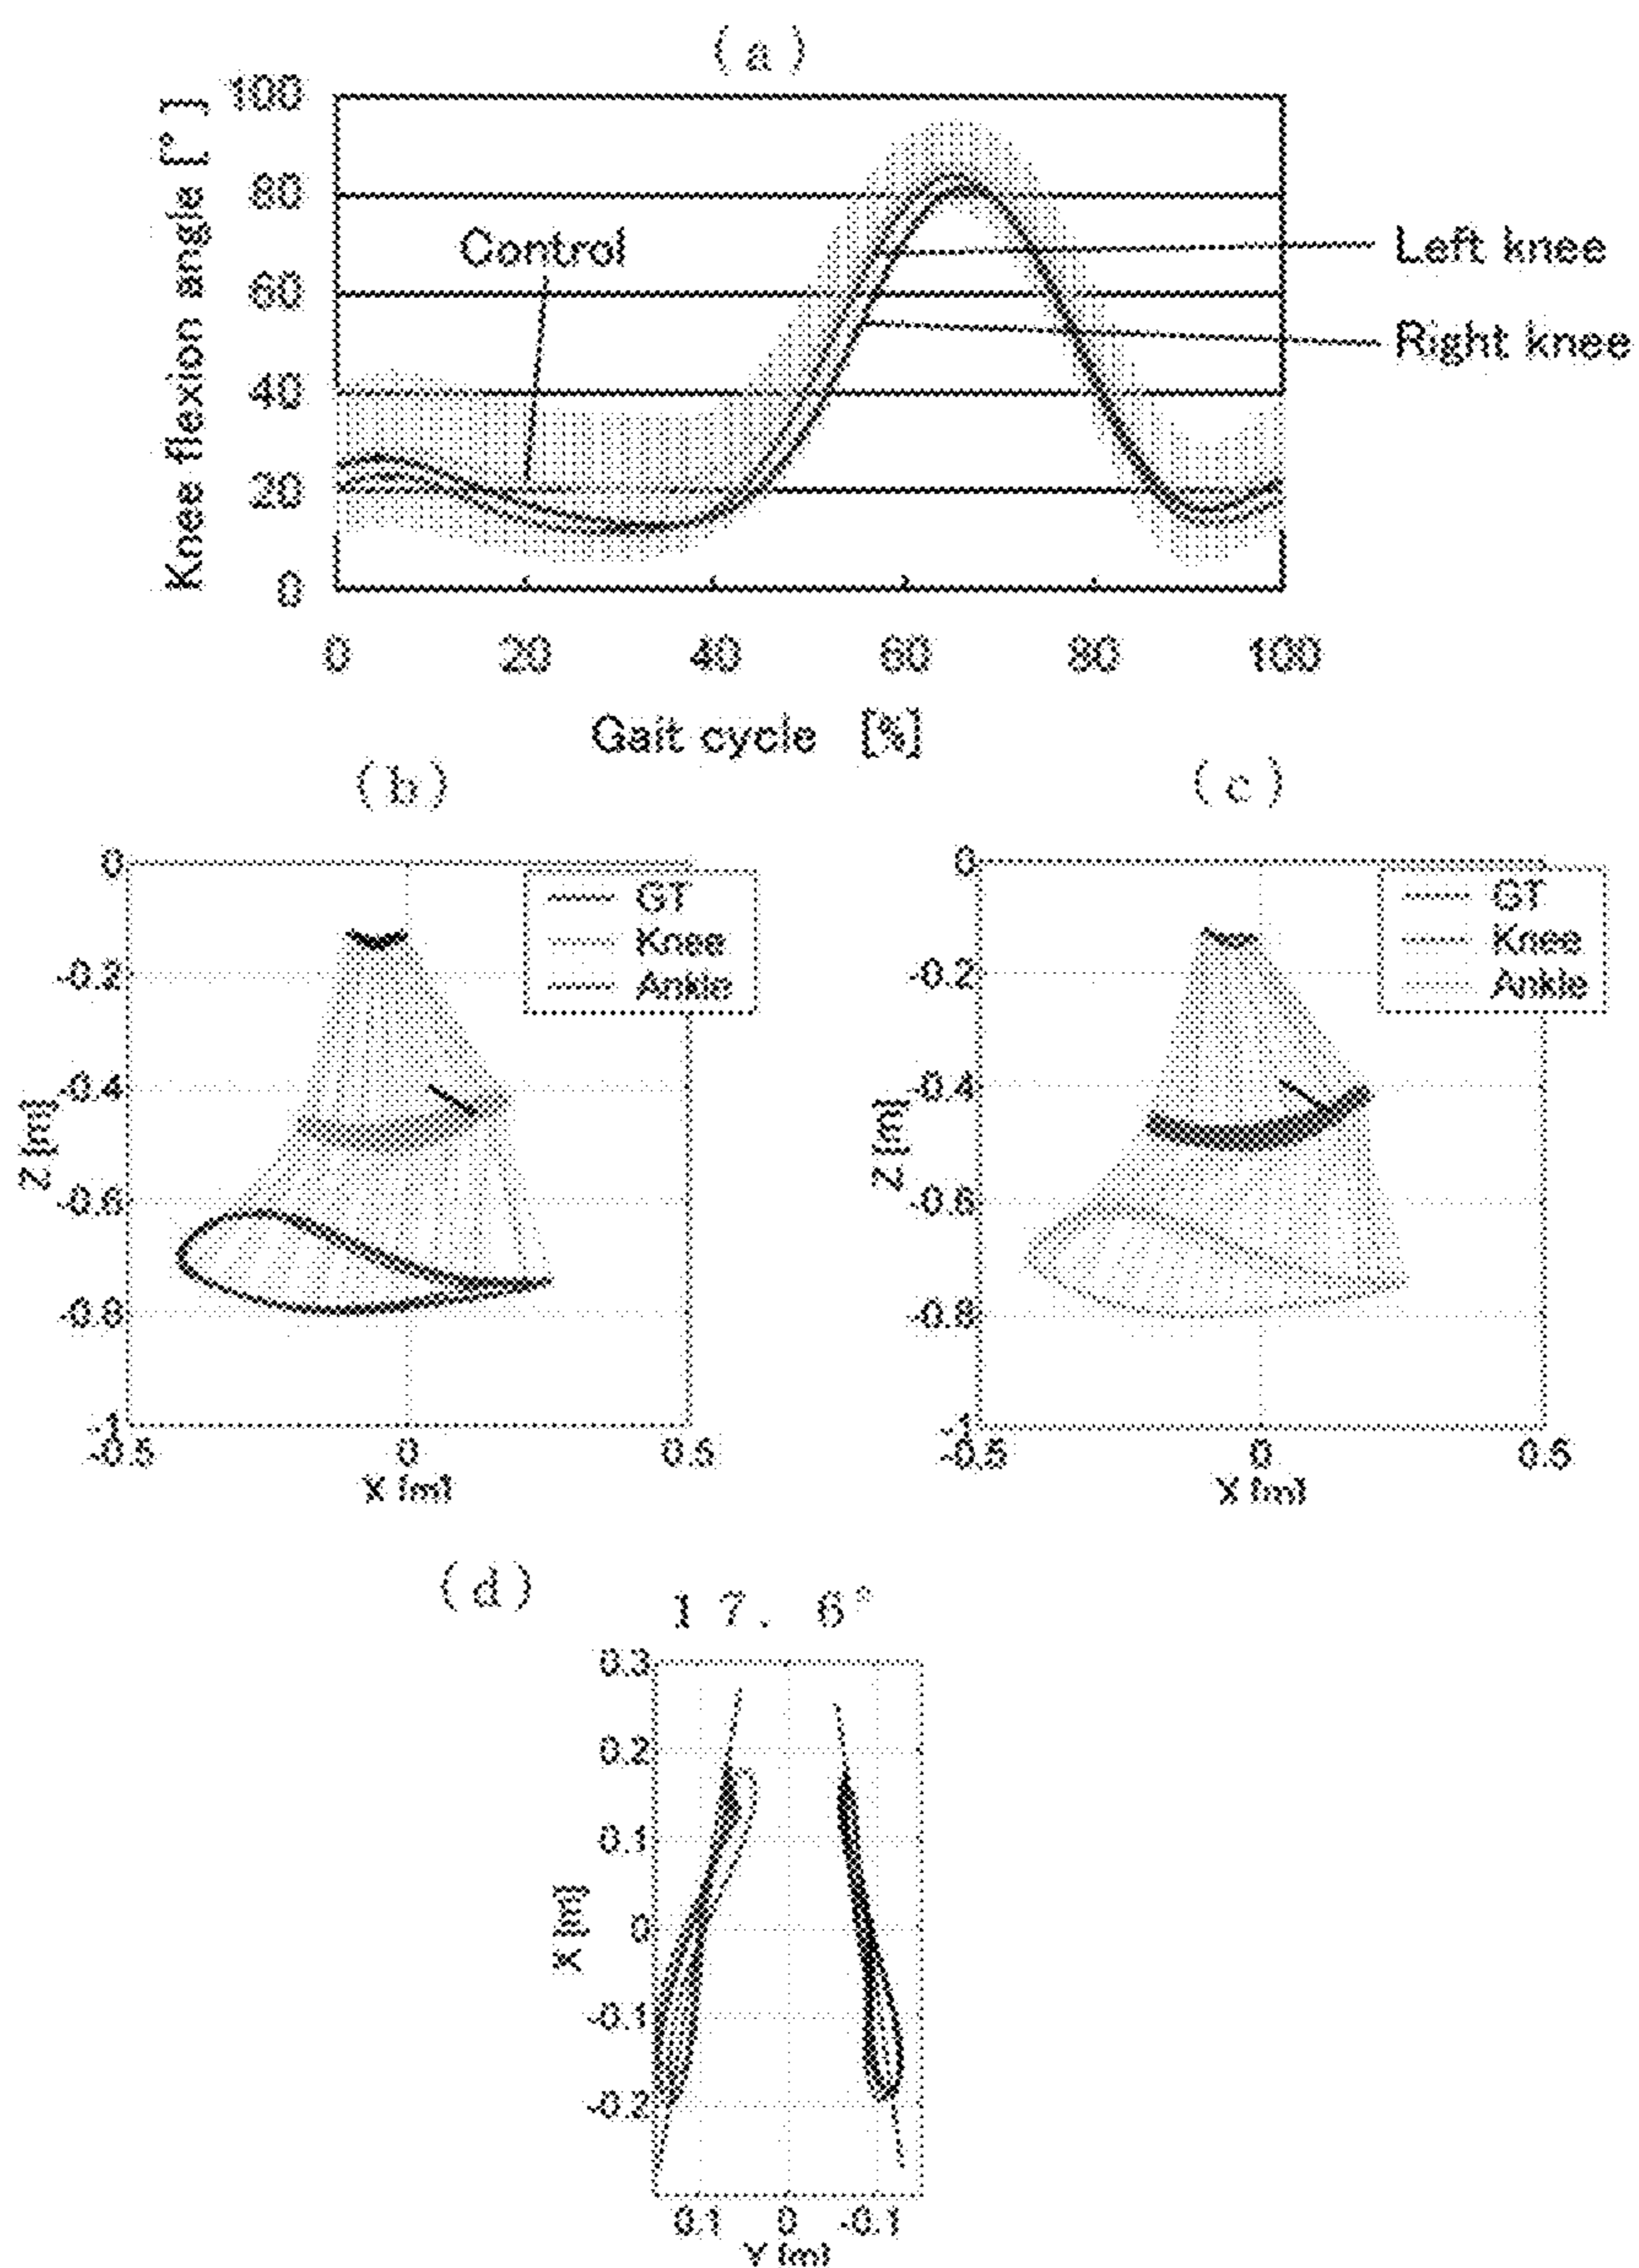 (a)
Knee flexion angle [°]
100
80
60
40
20
0
Control
Left knee
Right knee
0 20 40 60 80 100
Gait cycle [%]
(b)
0
-0.2
-0.4
-0.6
-0.8
-1
Z [m]
GT
Knee
Ankle
-0.5 0 0.5
X [m]
(c)
0
-0.2
-0.4
-0.6
-0.8
-1
Z [m]
GT
Knee
Ankle
-0.5 0 0.5
X [m]
(d)
17.6°
0.3
0.2
0.1
0
-0.1
-0.2
X [m]
0.1 0 -0.1
Y [m]